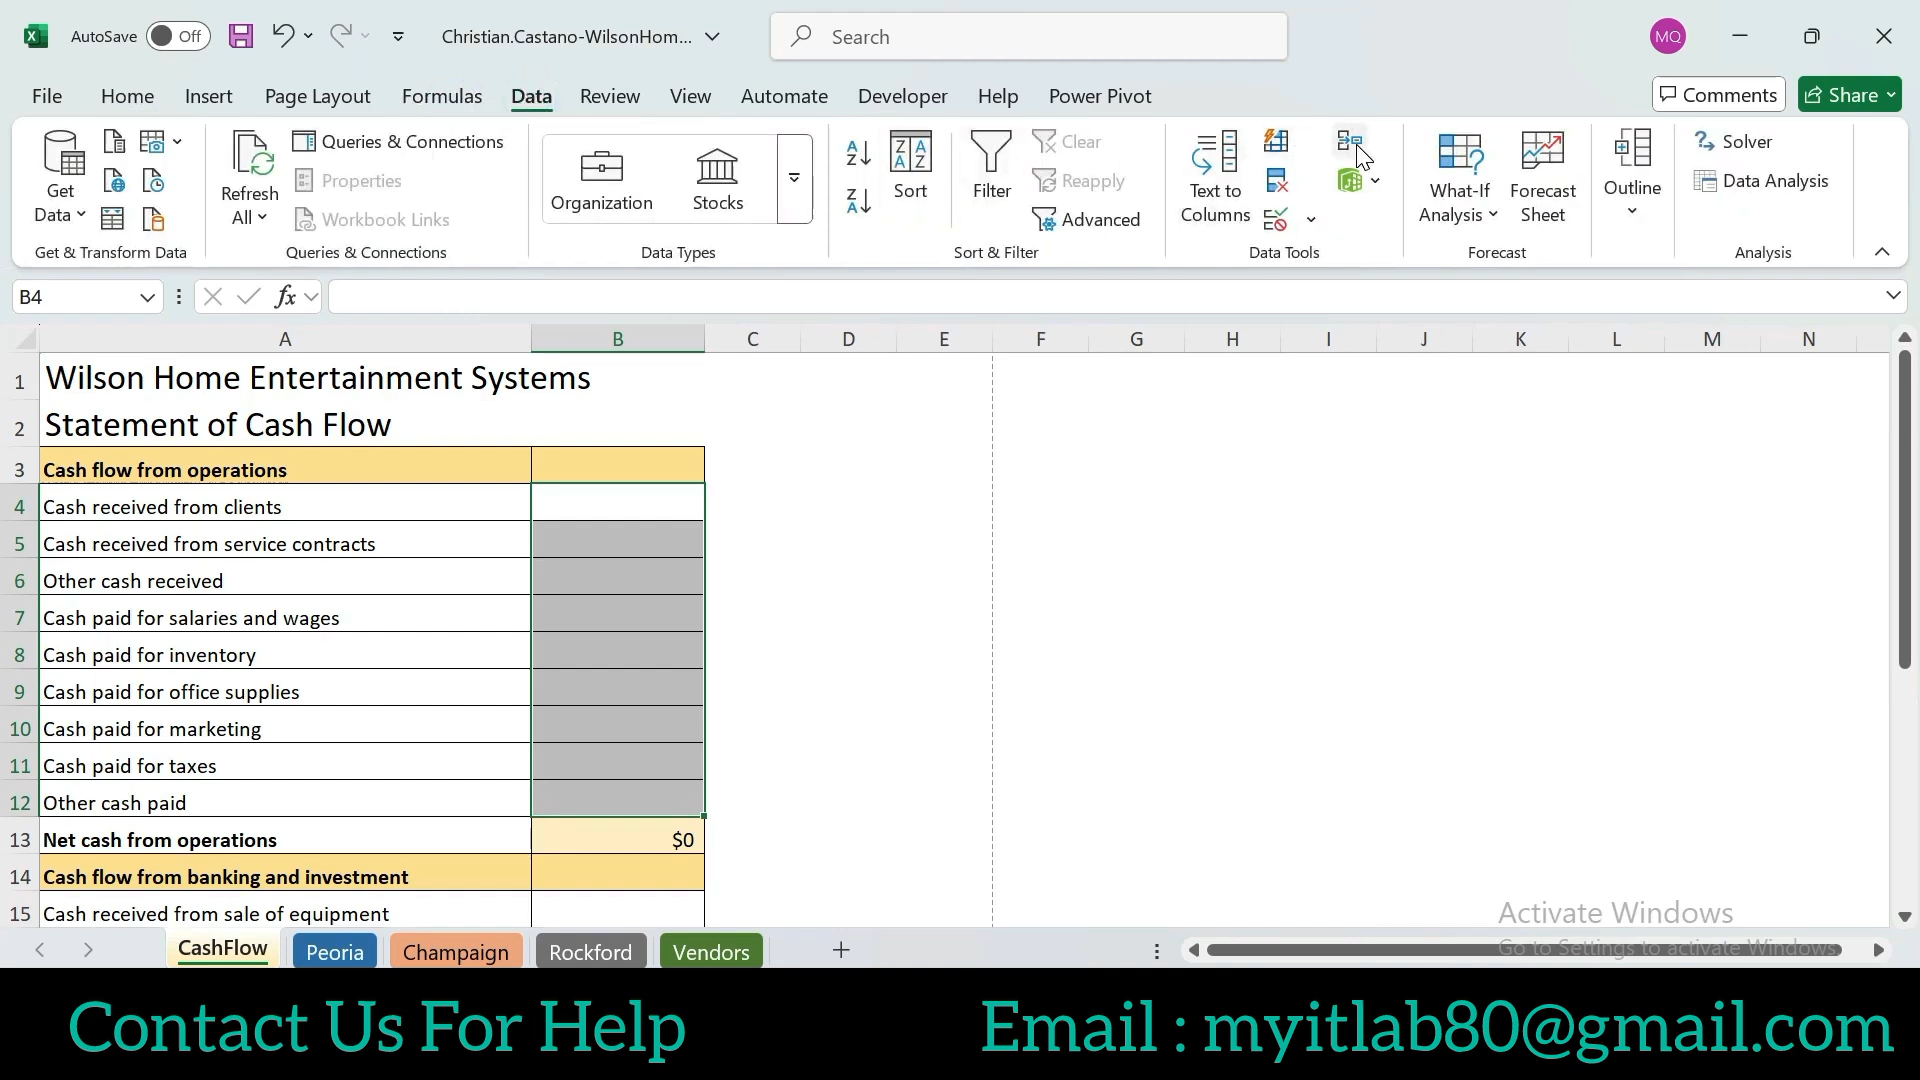 AutoSave Off Christian.Castano-WilsonHom... Search MQ
File Home Insert Page Layout Formulas Data Review View Automate Developer Help Power Pivot Comments Share
Get Data
Refresh All
Queries & Connections
Properties
Workbook Links
Organization Stocks
Sort
Filter
Clear
Reapply
Advanced
Text to Columns
What-If Analysis
Forecast Sheet
Outline
Solver
Data Analysis
Get & Transform Data Queries & Connections Data Types Sort & Filter Data Tools Forecast Analysis
B4 fx
A B C D E F G H I J K L M N
1 Wilson Home Entertainment Systems
2 Statement of Cash Flow
3 Cash flow from operations
4 Cash received from clients
5 Cash received from service contracts
6 Other cash received
7 Cash paid for salaries and wages
8 Cash paid for inventory
9 Cash paid for office supplies
10 Cash paid for marketing
11 Cash paid for taxes
12 Other cash paid
13 Net cash from operations $0
14 Cash flow from banking and investment
15 Cash received from sale of equipment
Activate Windows
Go to Settings to activate Windows.
CashFlow Peoria Champaign Rockford Vendors
Contact Us For Help Email : myitlab80@gmail.com